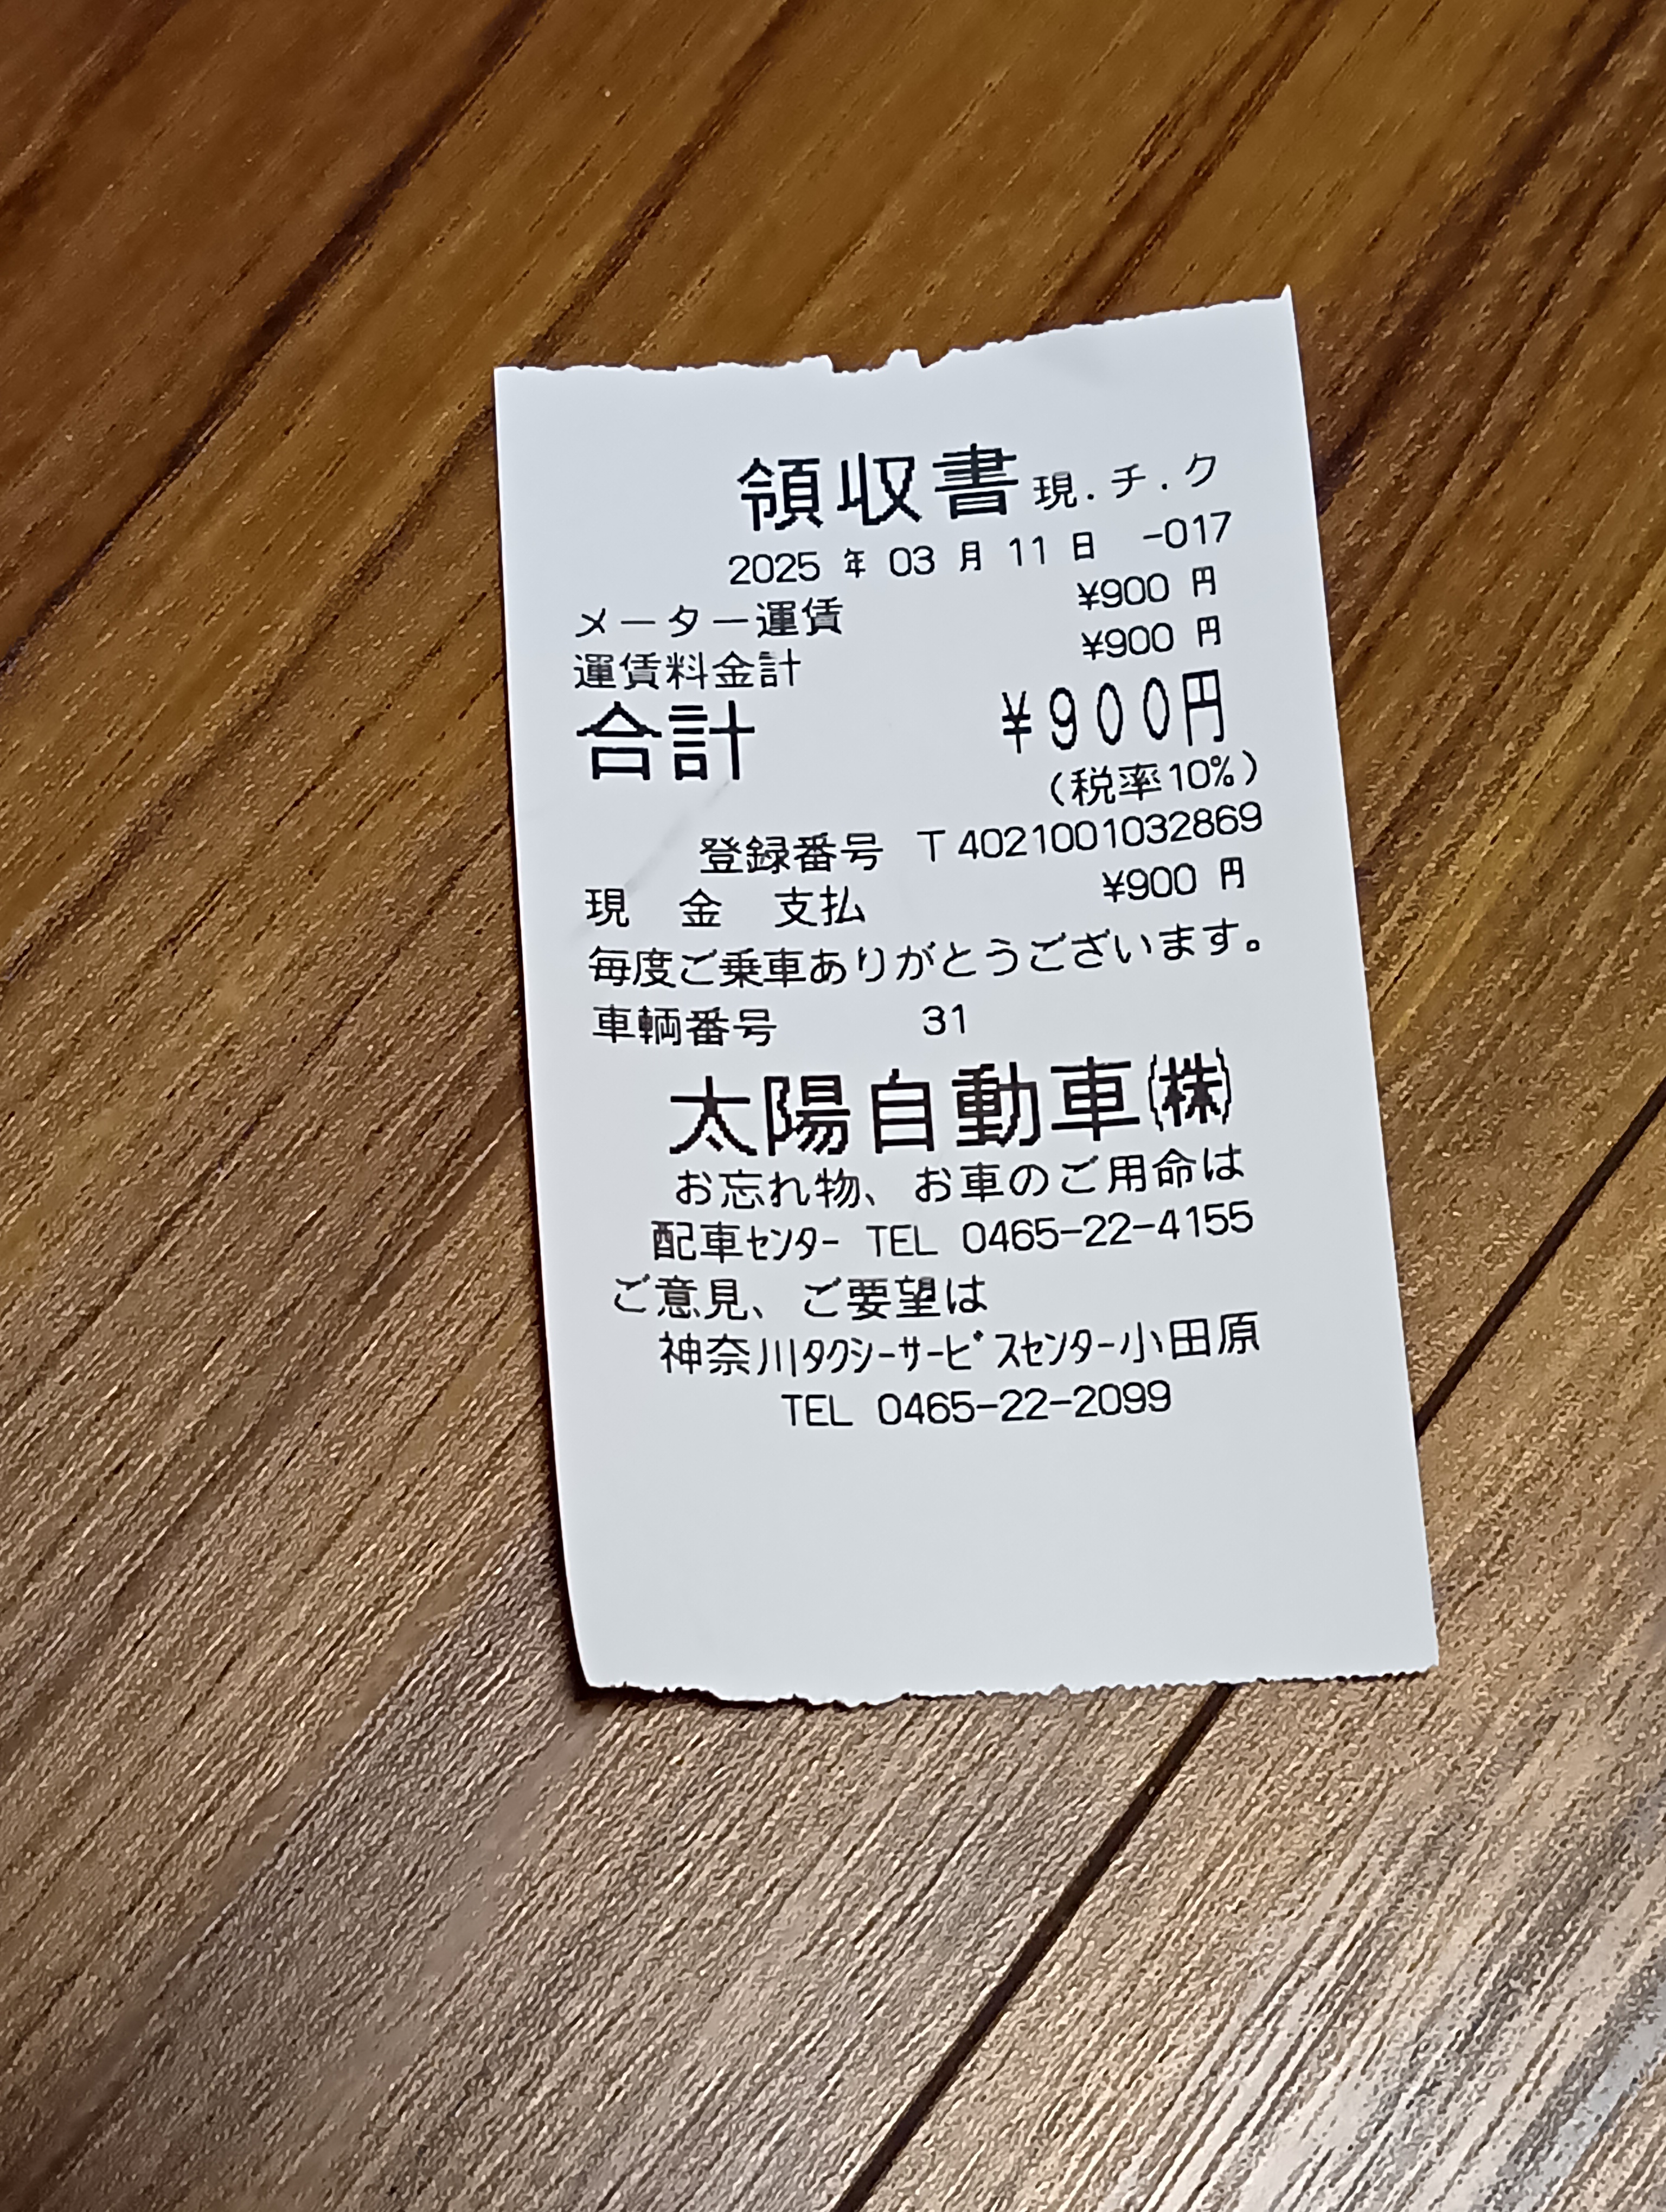 領収書 現.チ.ク
2025 年 03 月 11 日 -017
メーター運賃 ¥900 円
運賃料金計 ¥900 円
合計 ¥900円
(税率10%)
登録番号 T4021001032869
現 金 支払 ¥900 円
毎度ご乗車ありがとうございます。
車輌番号 31
太陽自動車㈱
お忘れ物、お車のご用命は
配車ｾﾝﾀｰ TEL 0465-22-4155
ご意見、ご要望は
神奈川ﾀｸｼｰｻｰﾋﾞｽｾﾝﾀｰ小田原
TEL 0465-22-2099